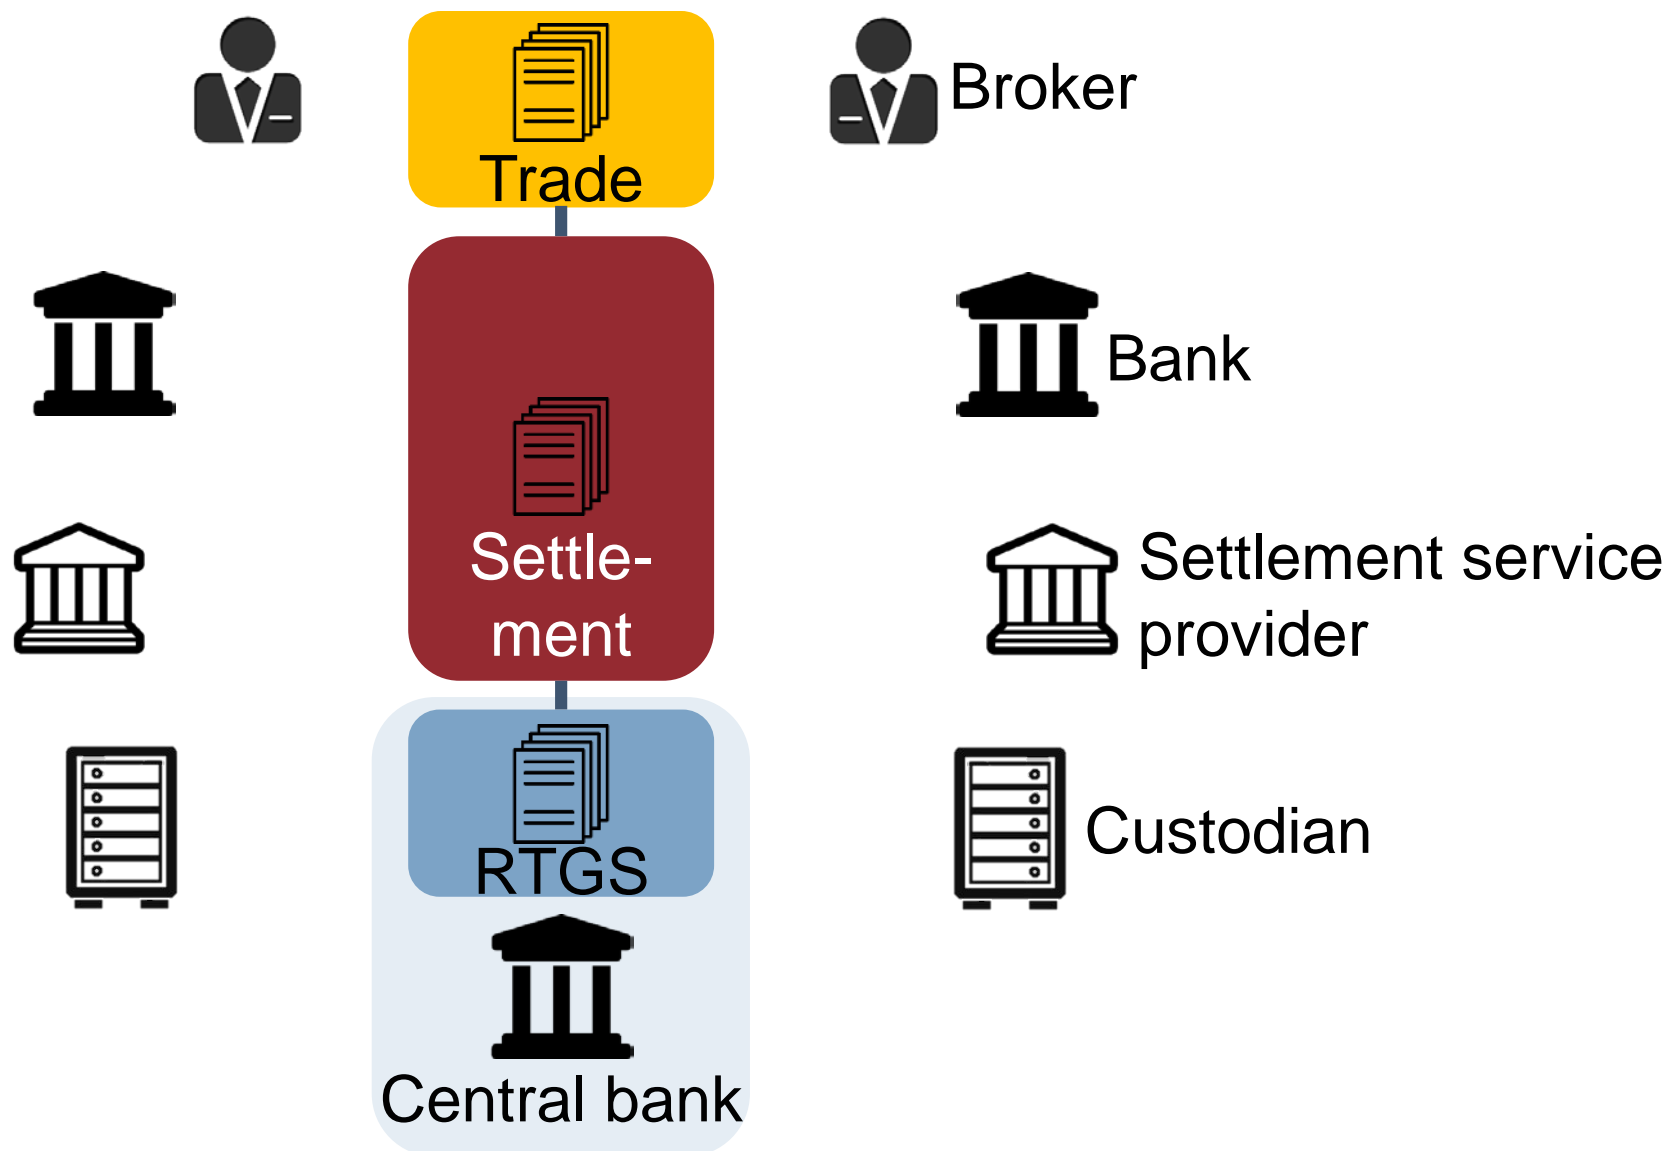 Broker
Trade
Bank
Settle-
ment
Settlement service
provider
RTGS
Custodian
Central bank